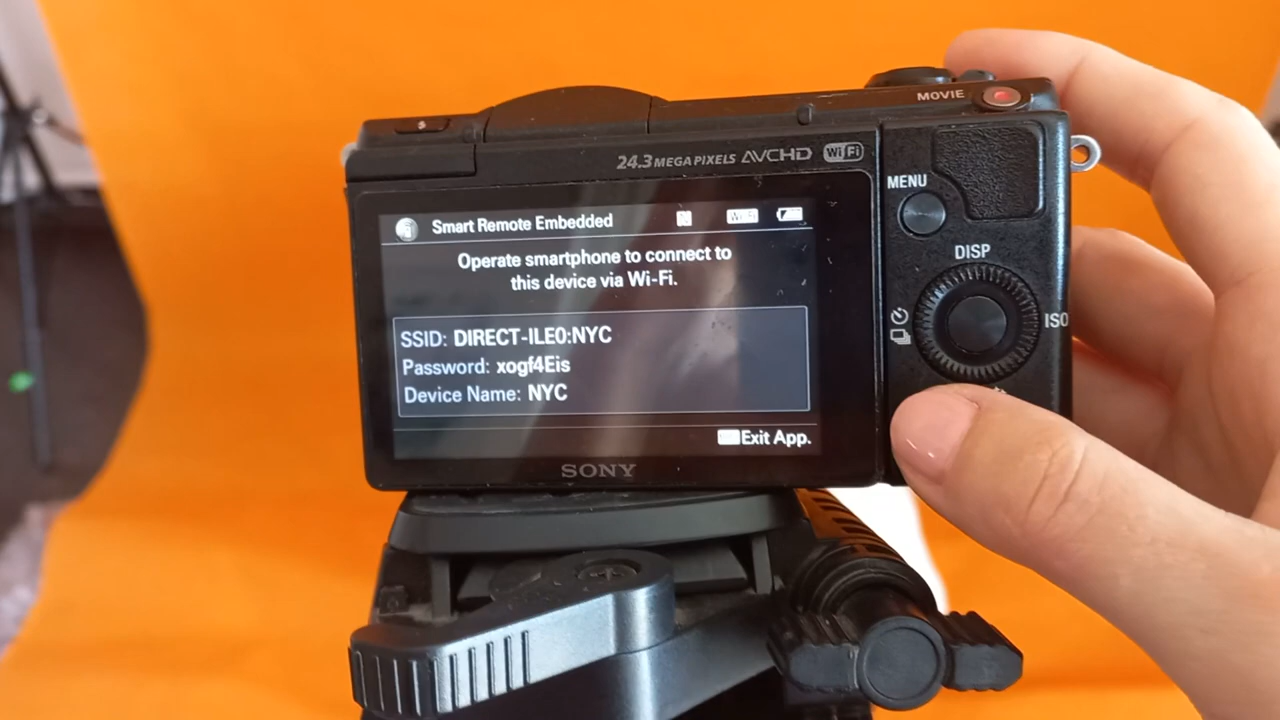 MOVIE
24.3 MEGA PIXELS AVCHD WiFi
MENU
Smart Remote Embedded
N Wi-Fi
DISP
Operate smartphone to connect to
this device via Wi-Fi.
ISO
SSID: DIRECT-ILE0:NYC
Password: xogf4Eis
Device Name: NYC
Exit App.
SONY